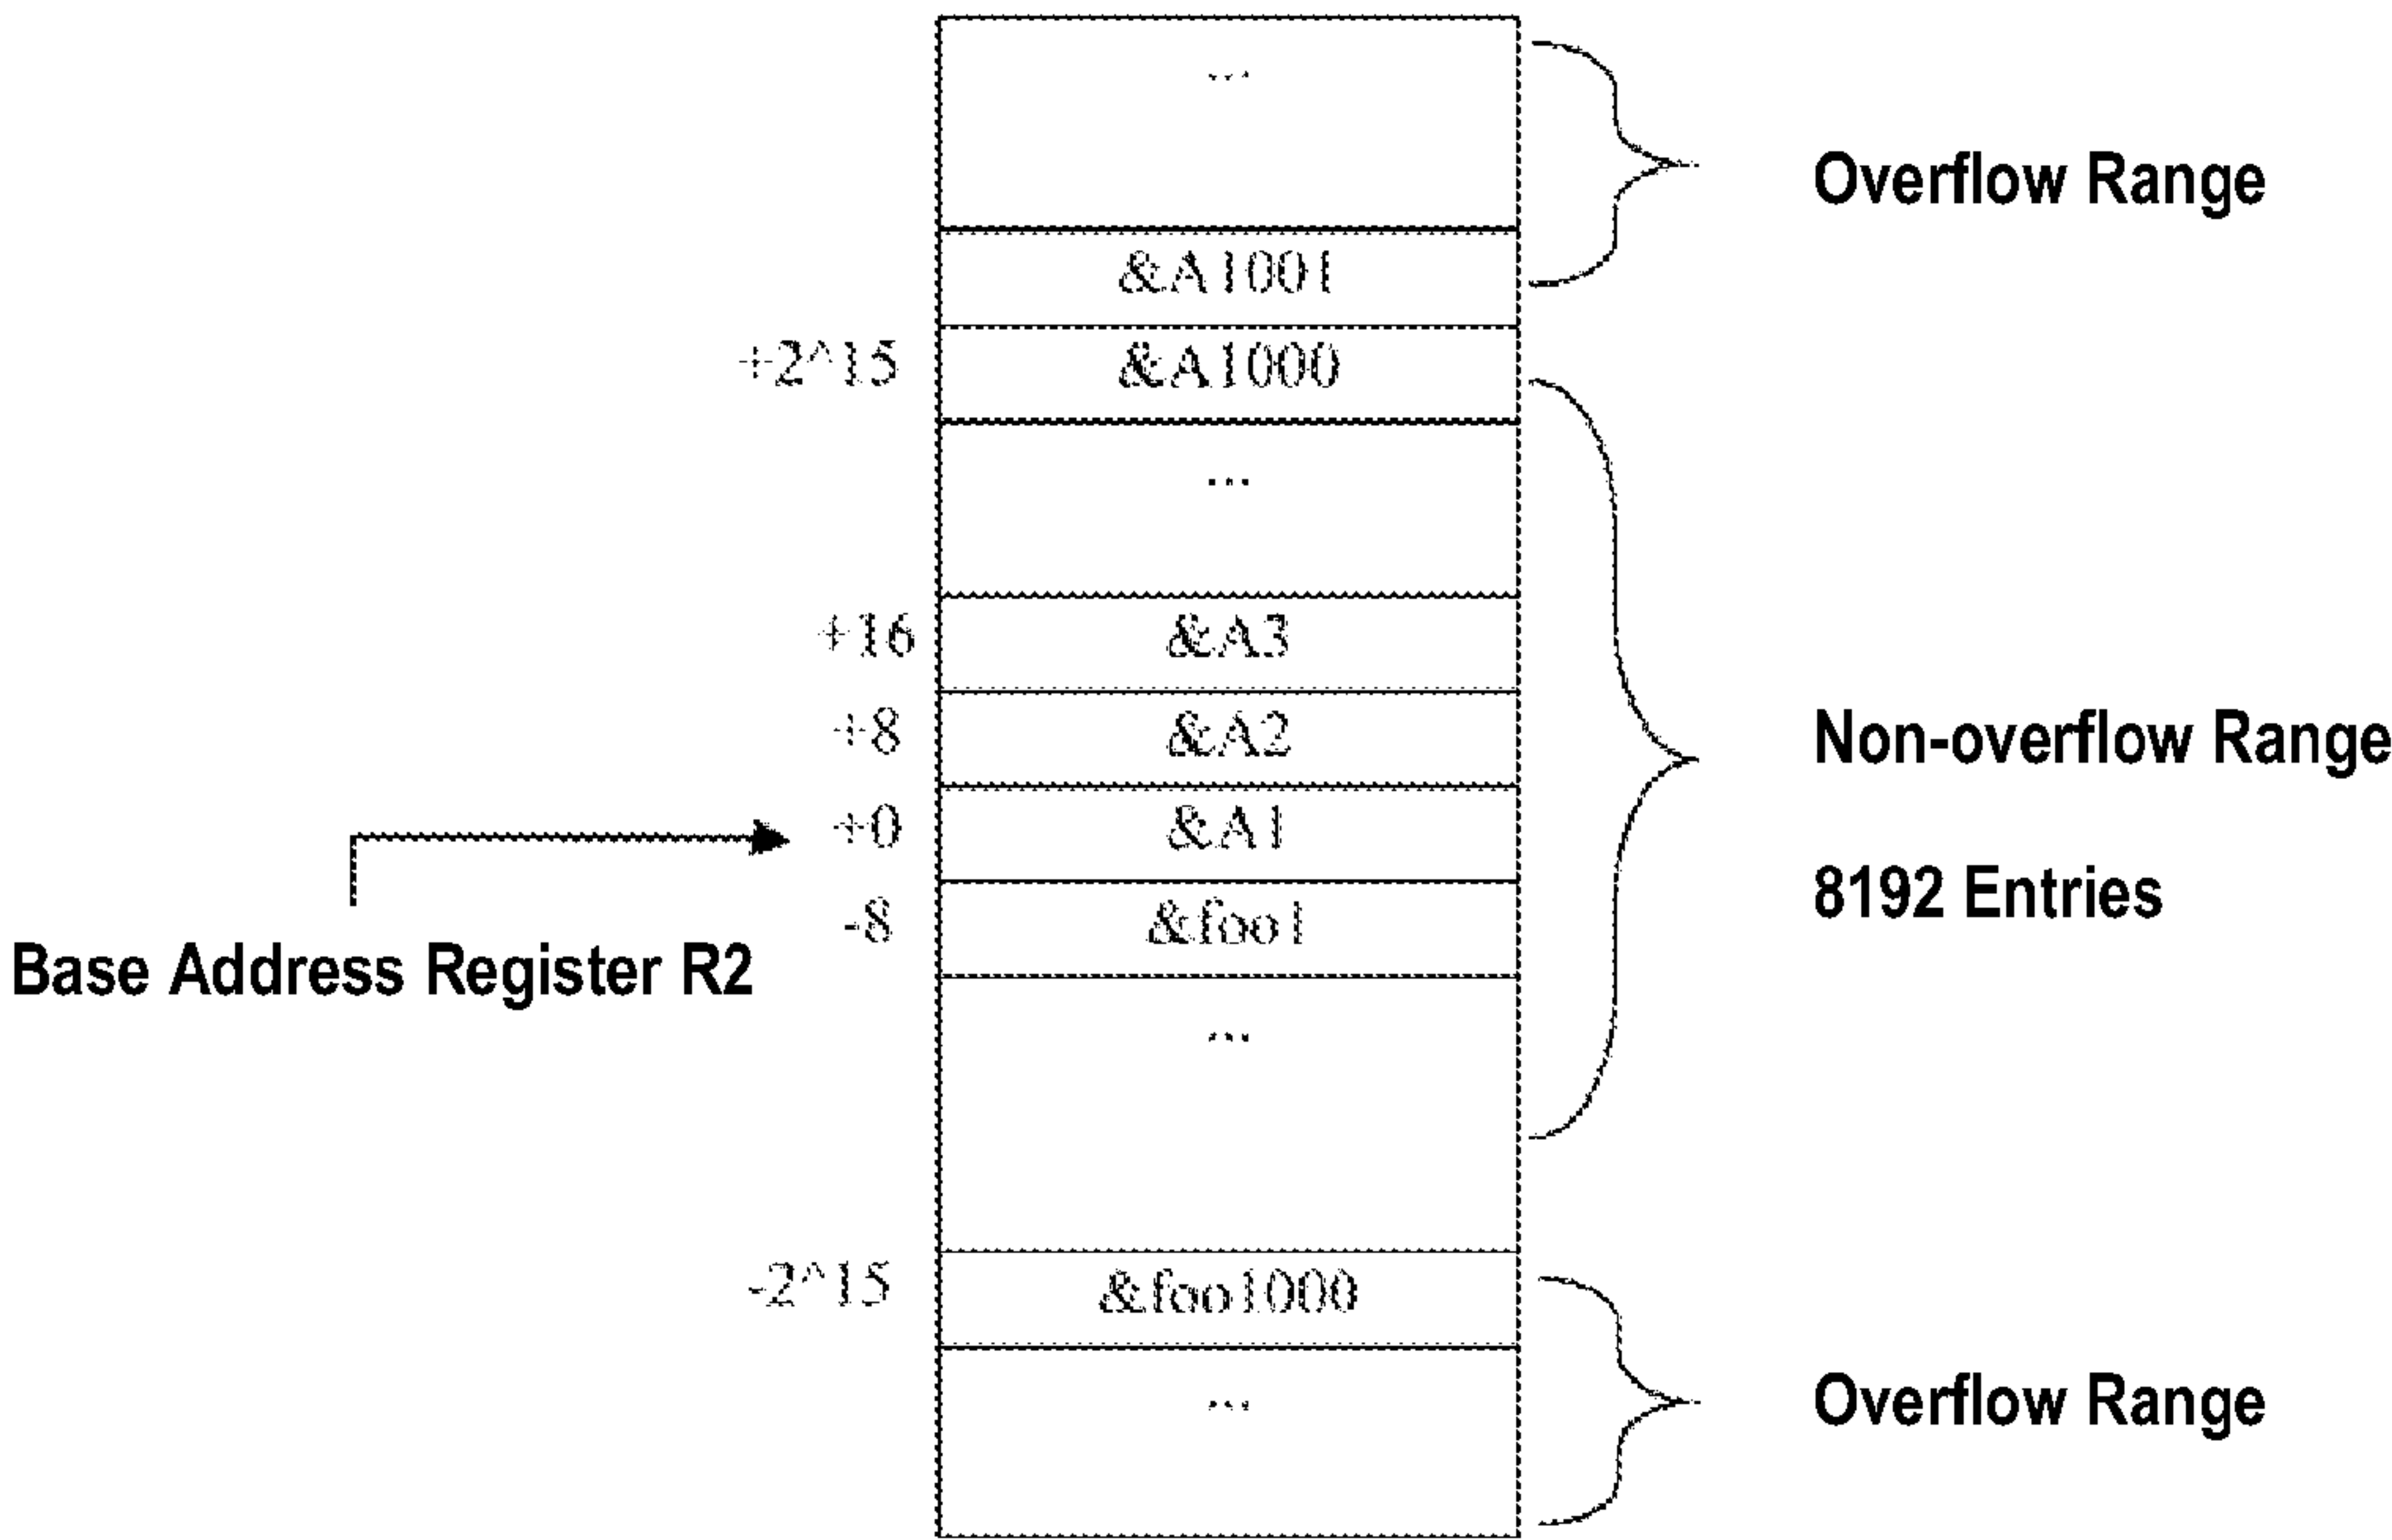 ...
Overflow Range
&A1001
+2^15 &A1000
...
+16 &A3
+8 &A2
Non-overflow Range
+0 &A1
8192 Entries
-8 &foo1
Base Address Register R2
...
-2^15 &foo1000
...
Overflow Range